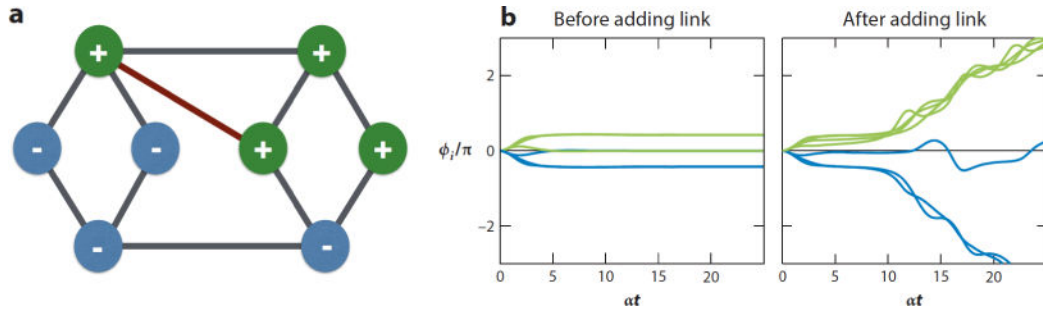 a
+ +
- - + +
- -
b
Before adding link After adding link
ϕi/π
2
0
−2
0 5 10 15 20
0 5 10 15 20
αt αt